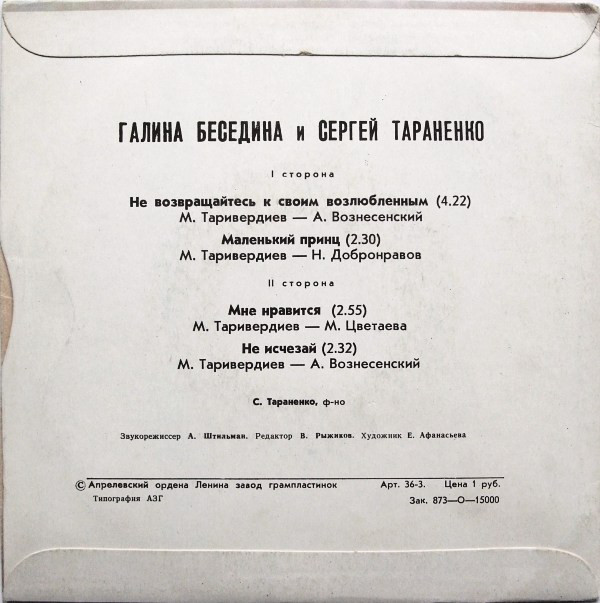 ГАЛИНА БЕСЕДИНА и СЕРГЕЙ ТАРАНЕНКО
I сторона
Не возвращайтесь к своим возлюбленным (4.22)
М. Таривердиев — А. Вознесенский
Маленький принц (2.30)
М. Таривердиев — Н. Добронравов
II сторона
Мне нравится (2.55)
М. Таривердиев — М. Цветаева
Не исчезай (2.32)
М. Таривердиев — А. Вознесенский
С. Тараненко, ф-но
Звукорежиссер А. Штильман. Редактор В. Рыжиков. Художник Е. Афанасьева
© Апрелевский ордена Ленина завод грампластинок Арт. 36-3. Цена 1 руб.
Типография АЗГ Зак. 873—О—15000